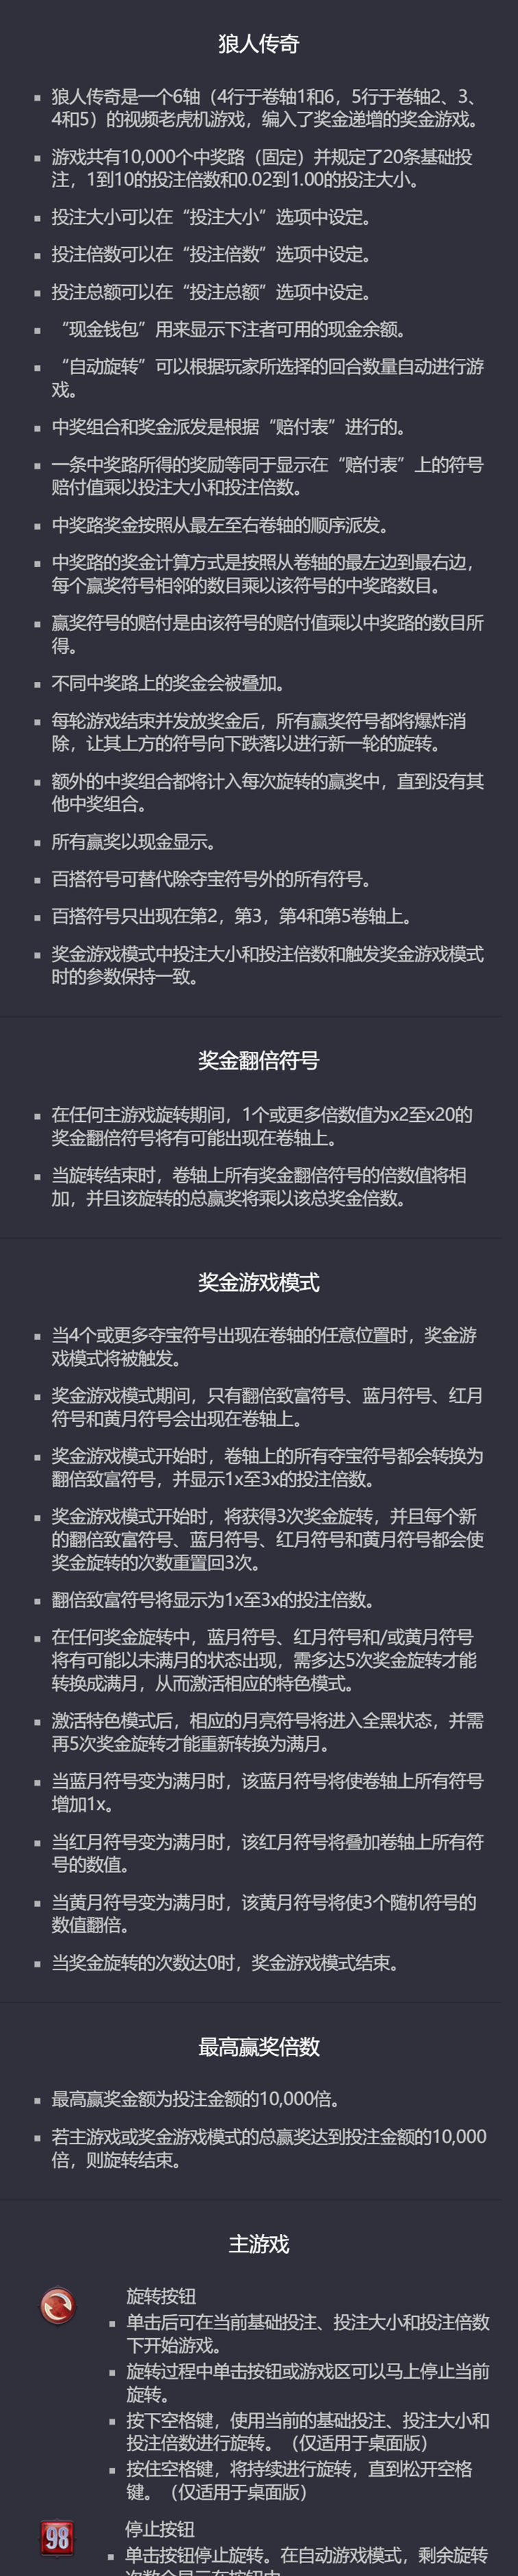 狼人传奇
狼人传奇是一个6轴（4行于卷轴1和6，5行于卷轴2、3、
4和5）的视频老虎机游戏，编入了奖金递增的奖金游戏。
游戏共有10,000个中奖路（固定）并规定了20条基础投
注，1到10的投注倍数和0.02到1.00的投注大小。
投注大小可以在“投注大小”选项中设定。
投注倍数可以在“投注倍数”选项中设定。
投注总额可以在“投注总额”选项中设定。
“现金钱包”用来显示下注者可用的现金余额。
“自动旋转”可以根据玩家所选择的回合数量自动进行游
戏。
中奖组合和奖金派发是根据“赔付表”进行的。
一条中奖路所得的奖励等同于显示在“赔付表”上的符号
赔付值乘以投注大小和投注倍数。
中奖路奖金按照从最左至右卷轴的顺序派发。
中奖路的奖金计算方式是按照从卷轴的最左边到最右边，
每个赢奖符号相邻的数目乘以该符号的中奖路数目。
赢奖符号的赔付是由该符号的赔付值乘以中奖路的数目所
得。
不同中奖路上的奖金会被叠加。
每轮游戏结束并发放奖金后，所有赢奖符号都将爆炸消
除，让其上方的符号向下跌落以进行新一轮的旋转。
额外的中奖组合都将计入每次旋转的赢奖中，直到没有其
他中奖组合。
所有赢奖以现金显示。
百搭符号可替代除夺宝符号外的所有符号。
百搭符号只出现在第2，第3，第4和第5卷轴上。
奖金游戏模式中投注大小和投注倍数和触发奖金游戏模式
时的参数保持一致。
奖金翻倍符号
在任何主游戏旋转期间，1个或更多倍数值为x2至x20的
奖金翻倍符号将有可能出现在卷轴上。
当旋转结束时，卷轴上所有奖金翻倍符号的倍数值将相
加，并且该旋转的总赢奖将乘以该总奖金倍数。
奖金游戏模式
当4个或更多夺宝符号出现在卷轴的任意位置时，奖金游
戏模式将被触发。
奖金游戏模式期间，只有翻倍致富符号、蓝月符号、红月
符号和黄月符号会出现在卷轴上。
奖金游戏模式开始时，卷轴上的所有夺宝符号都会转换为
翻倍致富符号，并显示1x至3x的投注倍数。
奖金游戏模式开始时，将获得3次奖金旋转，并且每个新
的翻倍致富符号、蓝月符号、红月符号和黄月符号都会使
奖金旋转的次数重置回3次。
翻倍致富符号将显示为1x至3x的投注倍数。
在任何奖金旋转中，蓝月符号、红月符号和/或黄月符号
将有可能以未满月的状态出现，需多达5次奖金旋转才能
转换成满月，从而激活相应的特色模式。
激活特色模式后，相应的月亮符号将进入全黑状态，并需
再5次奖金旋转才能重新转换为满月。
当蓝月符号变为满月时，该蓝月符号将使卷轴上所有符号
增加1x。
当红月符号变为满月时，该红月符号将叠加卷轴上所有符
号的数值。
当黄月符号变为满月时，该黄月符号将使3个随机符号的
数值翻倍。
当奖金旋转的次数达0时，奖金游戏模式结束。
最高赢奖倍数
最高赢奖金额为投注金额的10,000倍。
若主游戏或奖金游戏模式的总赢奖达到投注金额的10,000
倍，则旋转结束。
主游戏
旋转按钮
单击后可在当前基础投注、投注大小和投注倍数
下开始游戏。
旋转过程中单击按钮或游戏区可以马上停止当前
旋转。
按下空格键，使用当前的基础投注、投注大小和
投注倍数进行旋转。（仅适用于桌面版）
按住空格键，将持续进行旋转，直到松开空格
键。（仅适用于桌面版）
98
停止按钮
单击按钮停止旋转。在自动游戏模式，剩余旋转